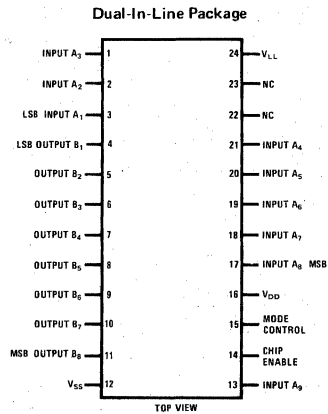 Dual-In-Line Package
INPUT A3 1
INPUT A2 2
LSB INPUT A1 3
LSB OUTPUT B1 4
OUTPUT B2 5
OUTPUT B3 6
OUTPUT B4 7
OUTPUT B5 8
OUTPUT B6 9
OUTPUT B7 10
MSB OUTPUT B8 11
VSS 12
24 VLL
23 NC
22 NC
21 INPUT A4
20 INPUT A5
19 INPUT A6
18 INPUT A7
17 INPUT A8 MSB
16 VDD
15 MODE
CONTROL
14 CHIP
ENABLE
13 INPUT A9
TOP VIEW